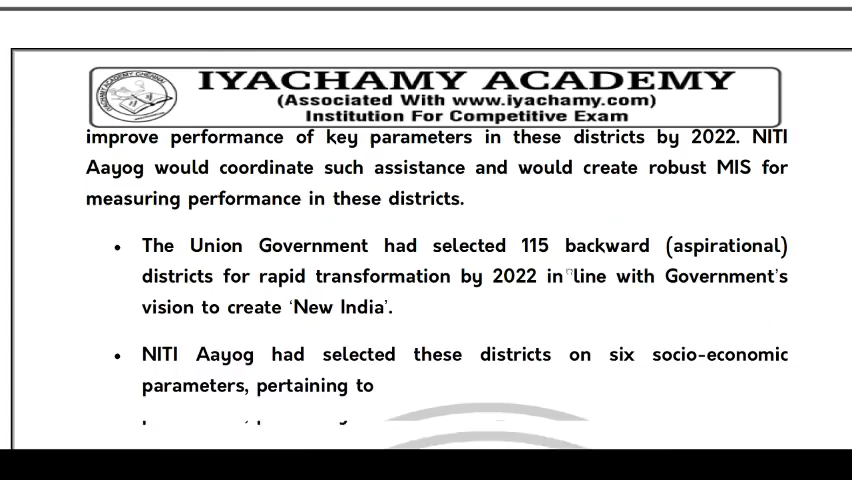 IYACHAMY ACADEMY
(Associated With www.iyachamy.com)
Institution For Competitive Exam
improve performance of key parameters in these districts by 2022. NITI
Aayog would coordinate such assistance and would create robust MIS for
measuring performance in these districts.
• The Union Government had selected 115 backward (aspirational)
districts for rapid transformation by 2022 in line with Government's
vision to create ‘New India’.
• NITI Aayog had selected these districts on six socio-economic
parameters, pertaining to